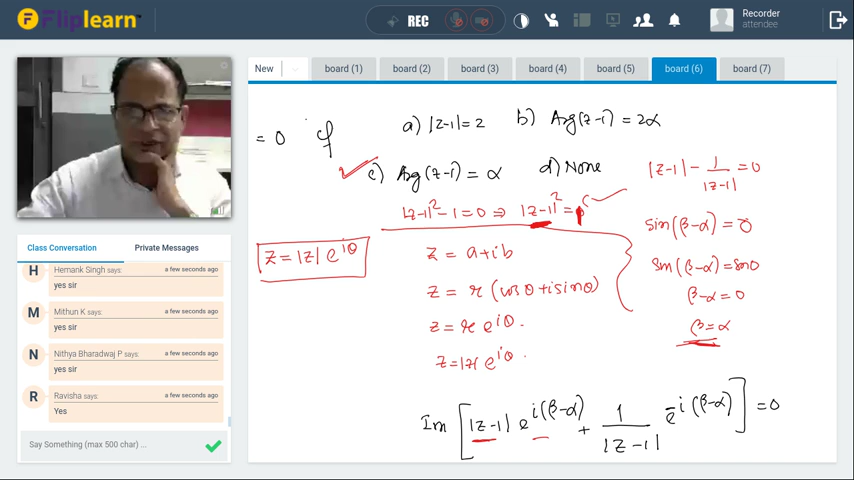 Fliplearn
REC
Recorder
attendee
New
board (1)
board (2)
board (3)
board (4)
board (5)
board (6)
board (7)
Class Conversation
Private Messages
H
Hemank Singh says:
a few seconds ago
yes sir
M
Mithun K says:
a few seconds ago
yes sir
N
Nithya Bharadwaj P says:
a few seconds ago
yes sir
R
Ravisha says:
a few seconds ago
Yes
Say Something (max 500 char) ...
= 0 if
a) |z-1| = 2
b) Arg(z-1) = 2α
c) Arg(z-1) = α
d) None
|z-1|² - 1 = 0 ⇒ |z-1|² =
z = |z| e^{iθ}
z = a+ib
z = r (cosθ + i sinθ)
z = r e^{iθ}.
z = |z| e^{iθ}.
|z-1| - 1/|z-1| = 0
sin(β-α) = 0
sin(β-α) = sin0
β-α = 0
β = α
Im [ |z-1| e^{i(β-α)} + 1/|z-1| e^{-i(β-α)} ] = 0